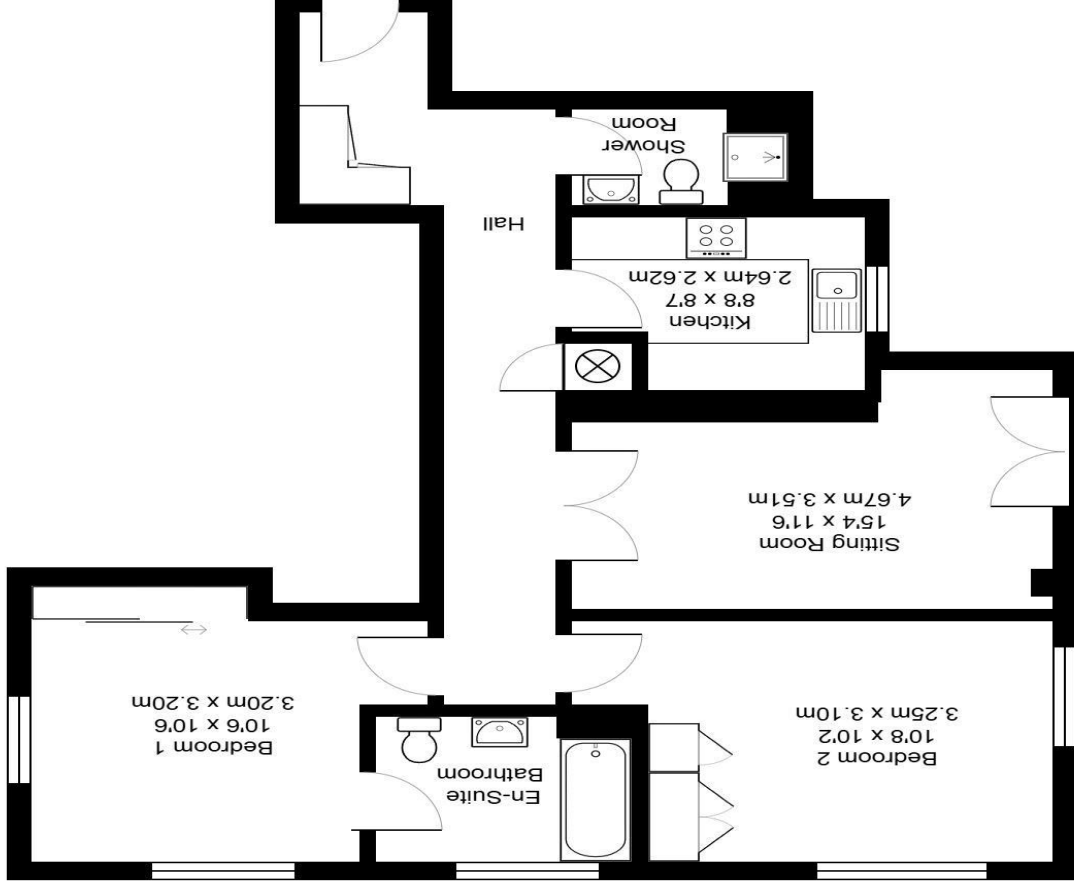 Bedroom 2
10'8 x 10'2
3.25m x 3.10m
En-Suite
Bathroom
Bedroom 1
10'6 x 10'6
3.20m x 3.20m
Sitting Room
15'4 x 11'6
4.67m x 3.51m
Kitchen
8'8 x 8'7
2.64m x 2.62m
Hall
Shower
Room